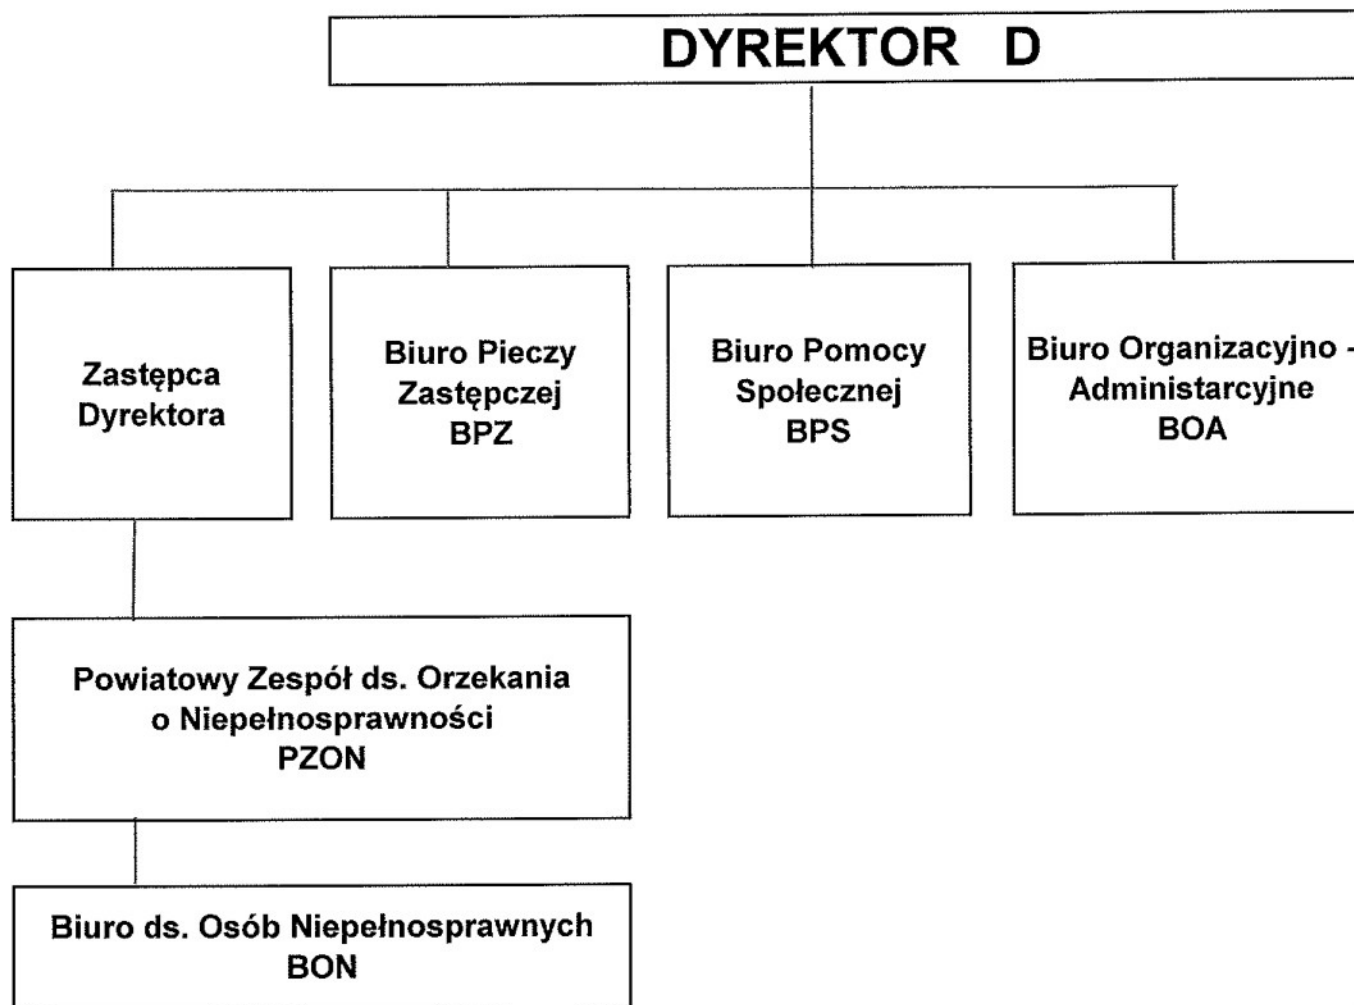 DYREKTOR D
Zastępca
Dyrektora
Biuro Pieczy
Zastępczej
BPZ
Biuro Pomocy
Społecznej
BPS
Biuro Organizacyjno -
Administarcyjne
BOA
Powiatowy Zespół ds. Orzekania
o Niepełnosprawności
PZON
Biuro ds. Osób Niepełnosprawnych
BON